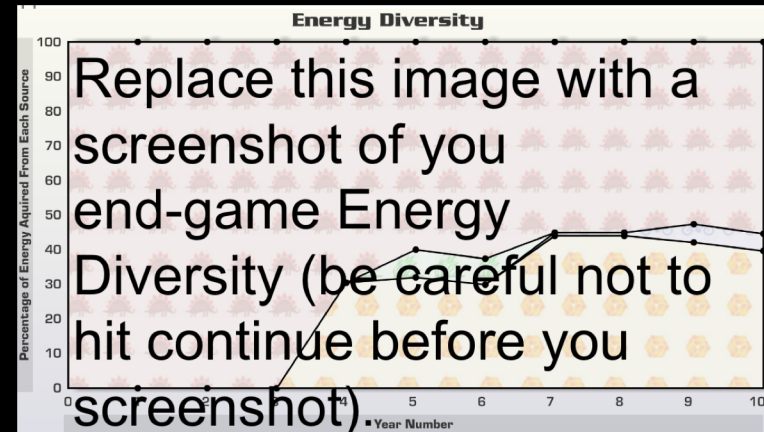 Energy Diversity
Percentage of Energy Aquired From Each Source
100
90
80
70
60
50
40
30
20
10
0
Replace this image with a
screenshot of you
end-game Energy
Diversity (be careful not to
hit continue before you
screenshot).
0 2 4 5 6 7 8 9 10
Year Number